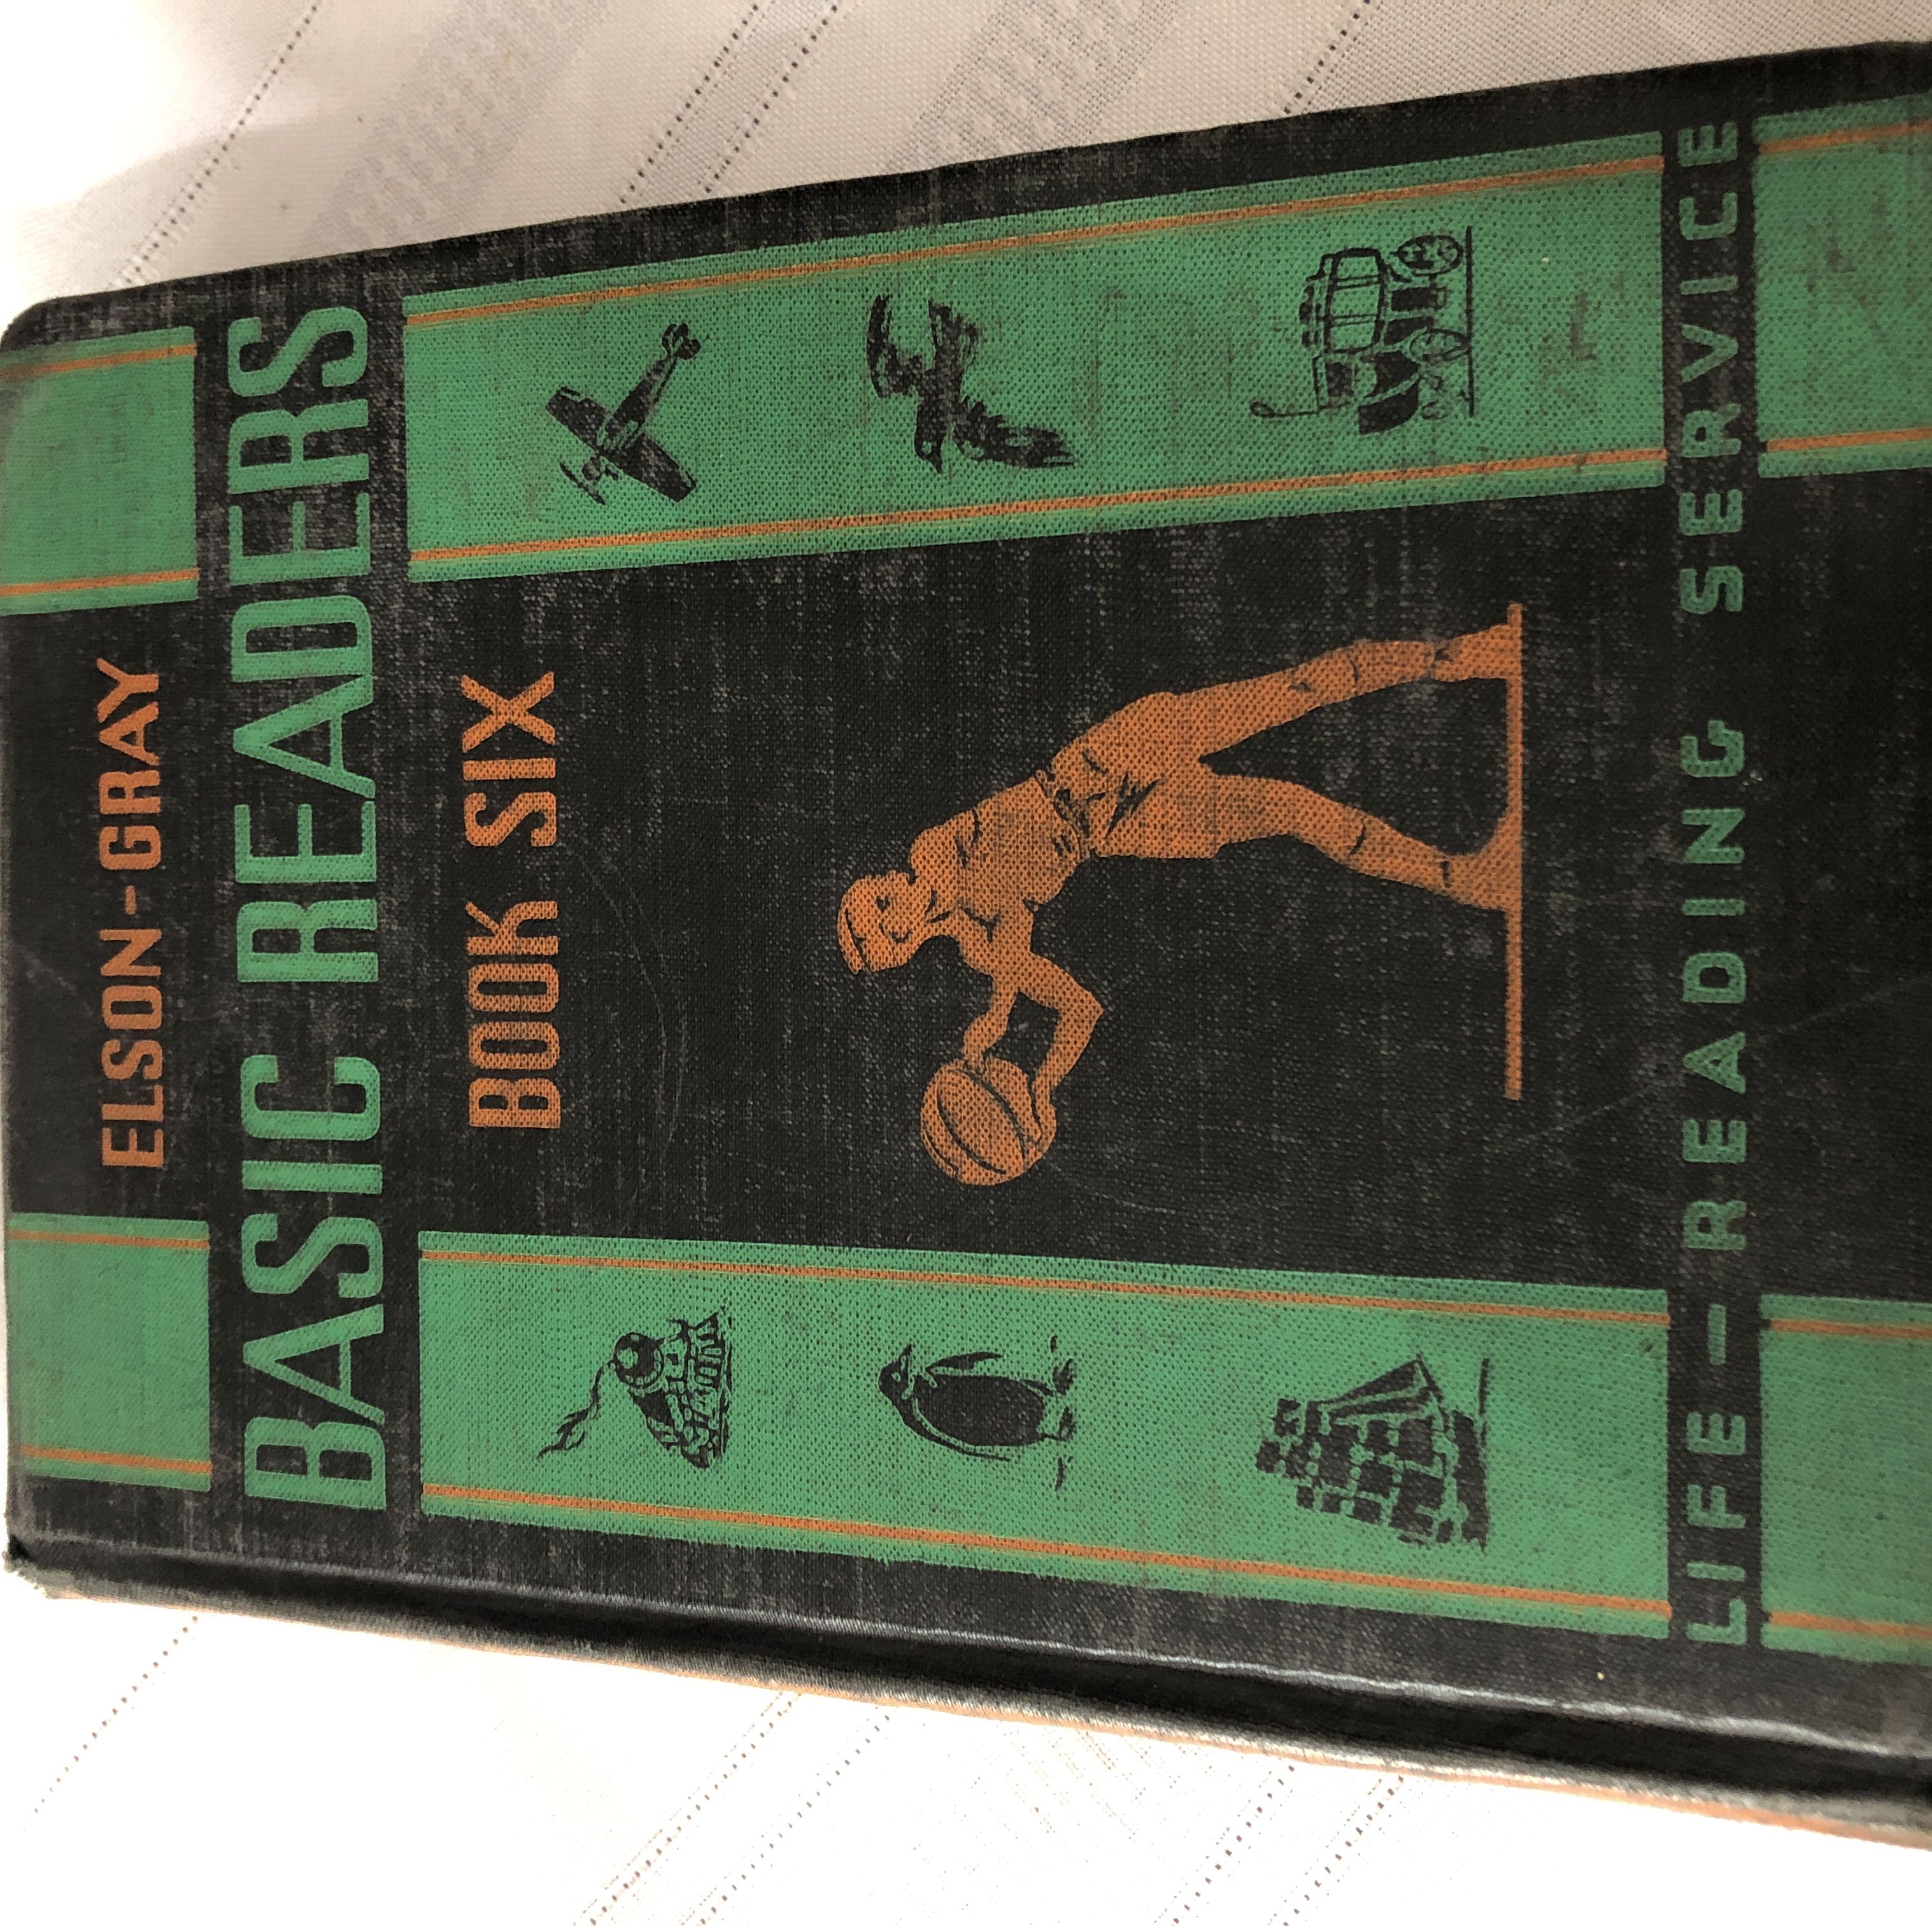 ELSON-GRAY
BASIC READERS
BOOK SIX
LIFE-READING SERVICE